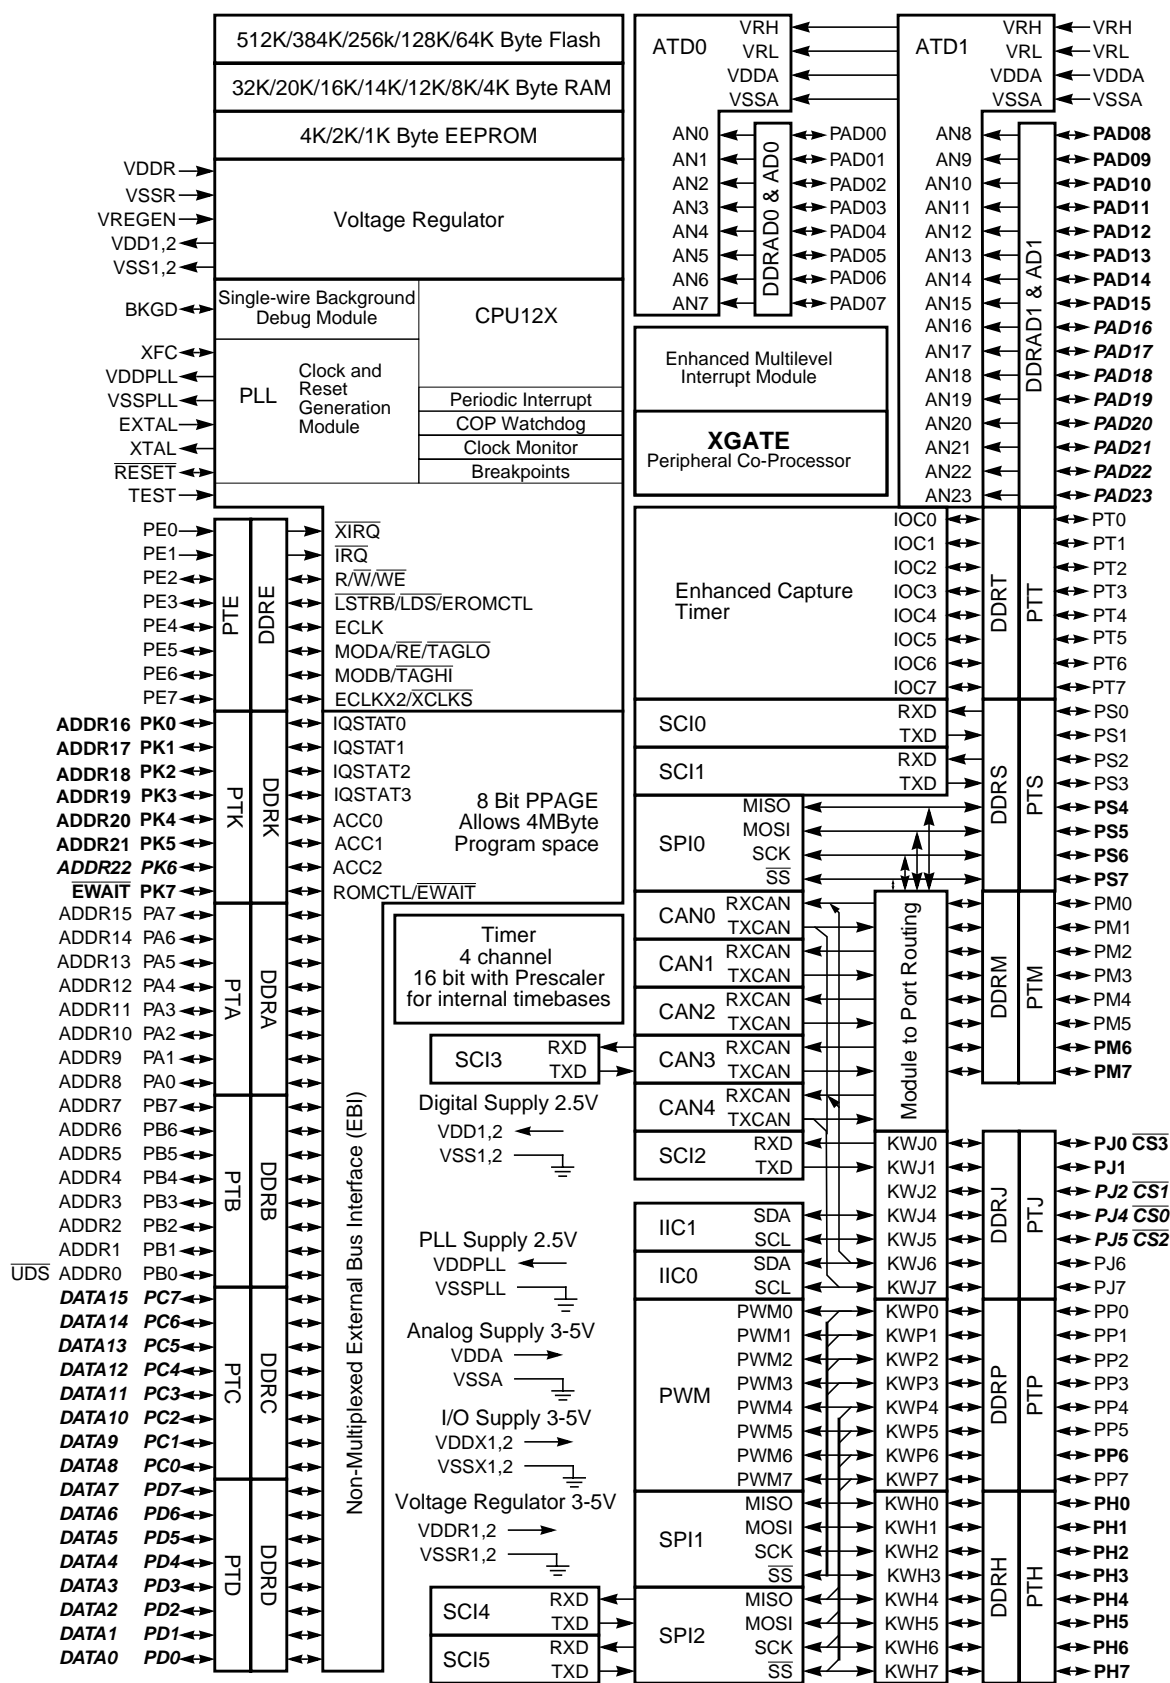 512K/384K/256k/128K/64K Byte Flash
32K/20K/16K/14K/12K/8K/4K Byte RAM
4K/2K/1K Byte EEPROM
VDDR
VSSR
VREGEN
VDD1,2
VSS1,2
Voltage Regulator
BKGD
Single-wire Background
Debug Module
CPU12X
XFC
VDDPLL
VSSPLL
EXTAL
XTAL
RESET
TEST
PLL
Clock and
Reset
Generation
Module
Periodic Interrupt
COP Watchdog
Clock Monitor
Breakpoints
PE0
PE1
PE2
PE3
PE4
PE5
PE6
PE7
PTE
DDRE
XIRQ
IRQ
R/W/WE
LSTRB/LDS/EROMCTL
ECLK
MODA/RE/TAGLO
MODB/TAGHI
ECLKX2/XCLKS
ADDR16 PK0
ADDR17 PK1
ADDR18 PK2
ADDR19 PK3
ADDR20 PK4
ADDR21 PK5
ADDR22 PK6
EWAIT PK7
PTK
DDRK
IQSTAT0
IQSTAT1
IQSTAT2
IQSTAT3
ACC0
ACC1
ACC2
ROMCTL/EWAIT
8 Bit PPAGE
Allows 4MByte
Program space
ADDR15 PA7
ADDR14 PA6
ADDR13 PA5
ADDR12 PA4
ADDR11 PA3
ADDR10 PA2
ADDR9 PA1
ADDR8 PA0
PTA
DDRA
ADDR7 PB7
ADDR6 PB6
ADDR5 PB5
ADDR4 PB4
ADDR3 PB3
ADDR2 PB2
ADDR1 PB1
UDS ADDR0 PB0
PTB
DDRB
DATA15 PC7
DATA14 PC6
DATA13 PC5
DATA12 PC4
DATA11 PC3
DATA10 PC2
DATA9 PC1
DATA8 PC0
PTC
DDRC
DATA7 PD7
DATA6 PD6
DATA5 PD5
DATA4 PD4
DATA3 PD3
DATA2 PD2
DATA1 PD1
DATA0 PD0
PTD
DDRD
Non-Multiplexed External Bus Interface (EBI)
Timer
4 channel
16 bit with Prescaler
for internal timebases
SCI3
RXD
TXD
Digital Supply 2.5V
VDD1,2
VSS1,2
PLL Supply 2.5V
VDDPLL
VSSPLL
Analog Supply 3-5V
VDDA
VSSA
I/O Supply 3-5V
VDDX1,2
VSSX1,2
Voltage Regulator 3-5V
VDDR1,2
VSSR1,2
SCI4
RXD
TXD
SCI5
RXD
TXD
ATD0
VRH
VRL
VDDA
VSSA
AN0
AN1
AN2
AN3
AN4
AN5
AN6
AN7
DDRAD0 & AD0
PAD00
PAD01
PAD02
PAD03
PAD04
PAD05
PAD06
PAD07
ATD1
VRH
VRL
VDDA
VSSA
VRH
VRL
VDDA
VSSA
AN8
AN9
AN10
AN11
AN12
AN13
AN14
AN15
AN16
AN17
AN18
AN19
AN20
AN21
AN22
AN23
DDRAD1 & AD1
PAD08
PAD09
PAD10
PAD11
PAD12
PAD13
PAD14
PAD15
PAD16
PAD17
PAD18
PAD19
PAD20
PAD21
PAD22
PAD23
Enhanced Multilevel
Interrupt Module
XGATE
Peripheral Co-Processor
Enhanced Capture
Timer
IOC0
IOC1
IOC2
IOC3
IOC4
IOC5
IOC6
IOC7
DDRT
PTT
PT0
PT1
PT2
PT3
PT4
PT5
PT6
PT7
SCI0
RXD
TXD
SCI1
RXD
TXD
SPI0
MISO
MOSI
SCK
SS
DDRS
PTS
PS0
PS1
PS2
PS3
PS4
PS5
PS6
PS7
CAN0
RXCAN
TXCAN
CAN1
RXCAN
TXCAN
CAN2
RXCAN
TXCAN
CAN3
RXCAN
TXCAN
CAN4
RXCAN
TXCAN
Module to Port Routing
DDRM
PTM
PM0
PM1
PM2
PM3
PM4
PM5
PM6
PM7
SCI2
RXD
TXD
IIC1
SDA
SCL
IIC0
SDA
SCL
KWJ0
KWJ1
KWJ2
KWJ4
KWJ5
KWJ6
KWJ7
DDRJ
PTJ
PJ0 CS3
PJ1
PJ2 CS1
PJ4 CS0
PJ5 CS2
PJ6
PJ7
PWM
PWM0
PWM1
PWM2
PWM3
PWM4
PWM5
PWM6
PWM7
KWP0
KWP1
KWP2
KWP3
KWP4
KWP5
KWP6
KWP7
DDRP
PTP
PP0
PP1
PP2
PP3
PP4
PP5
PP6
PP7
SPI1
MISO
MOSI
SCK
SS
SPI2
MISO
MOSI
SCK
SS
KWH0
KWH1
KWH2
KWH3
KWH4
KWH5
KWH6
KWH7
DDRH
PTH
PH0
PH1
PH2
PH3
PH4
PH5
PH6
PH7